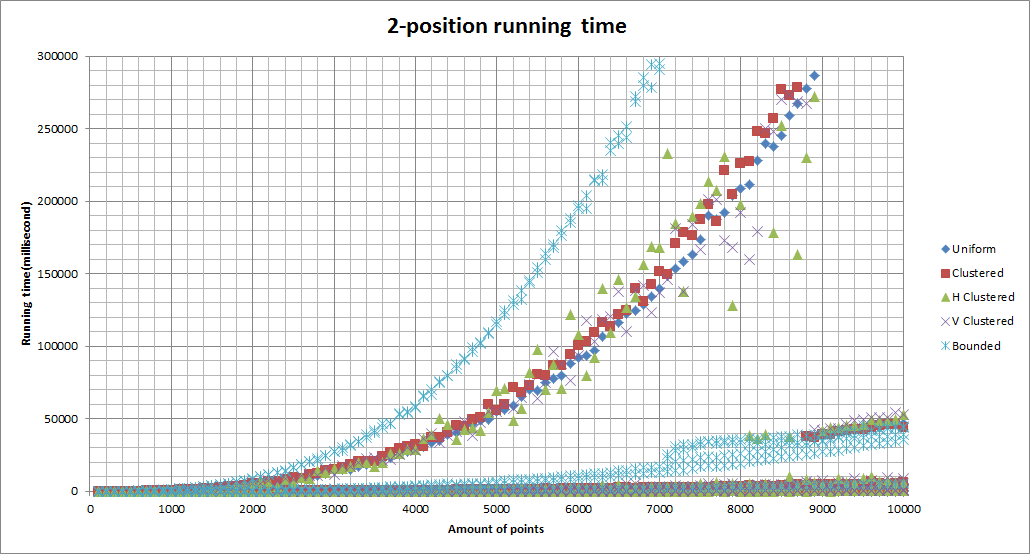 2-position running time
Running time(millisecond)
300000
250000
200000
150000
100000
50000
0
0 1000 2000 3000 4000 5000 6000 7000 8000 9000 10000
Amount of points
Uniform
Clustered
H Clustered
V Clustered
Bounded